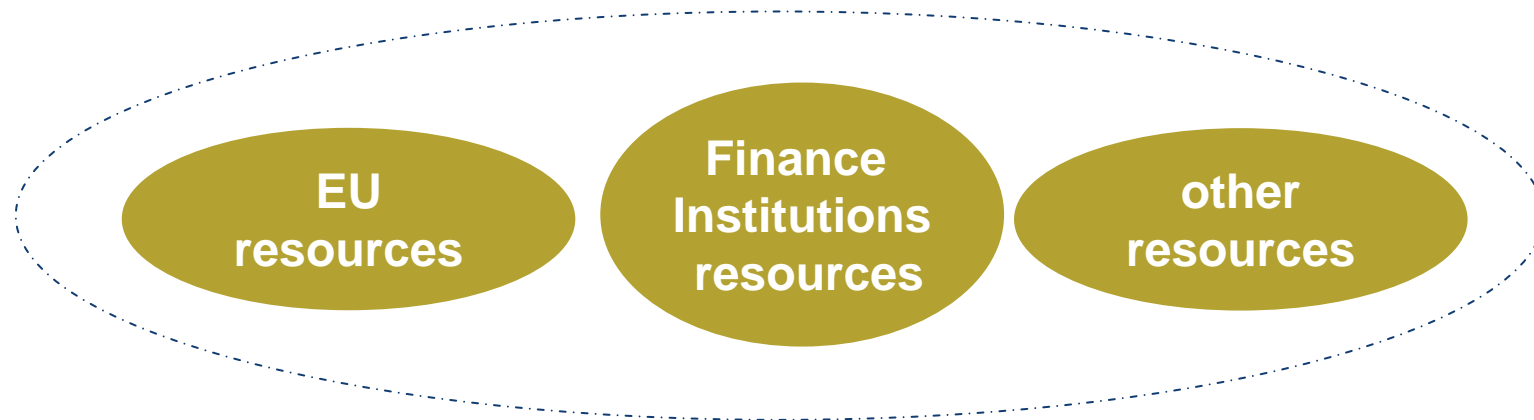 EU
resources
Finance
Institutions
resources
other
resources